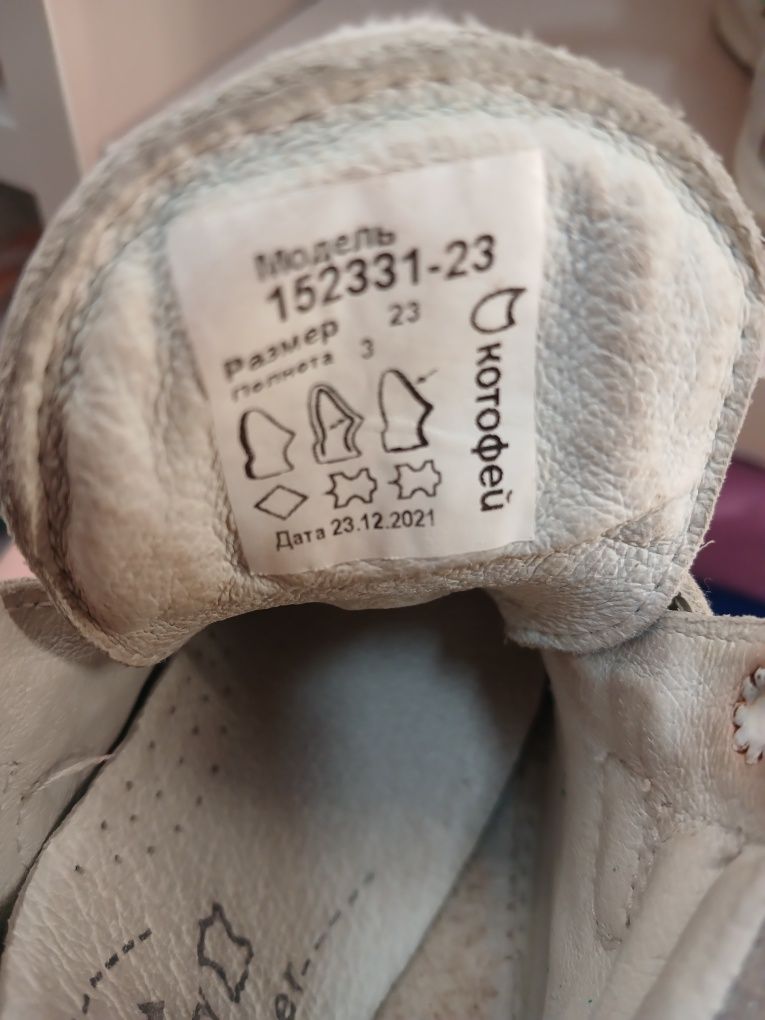 Модель
152331-23
Размер 23
Полнота 3
котофей
Дата 23.12.2021